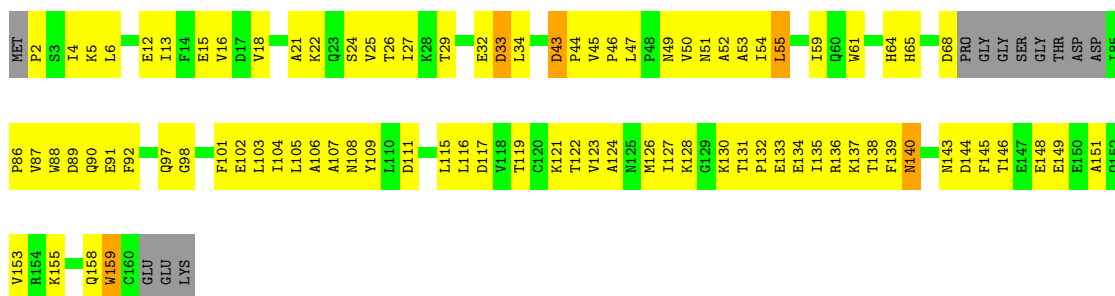 MET P2 S3 I4 K5 L6 E12 I13 F14 E15 V16 D17 V18 A21 K22 Q23 S24 V25 T26 I27 K28 T29 E32 D33 L34 D43 P44 V45 P46 L47 P48 N49 V50 N51 A52 A53 I54 L55 I59 Q60 W61 H64 H65 D68 PRO GLY GLY SER GLY THR ASP ASP I85
P86 V87 W88 D89 Q90 E91 F92 Q97 G98 F101 E102 L103 I104 L105 A106 A107 N108 Y109 L110 D111 L115 L116 D117 V118 T119 C120 K121 T122 V123 A124 N125 M126 I127 K128 G129 K130 T131 P132 E133 E134 I135 R136 K137 T138 F139 N140 N143 D144 F145 T146 E147 E148 E149 E150 A151 Q152
V153 R154 K155 Q158 W159 C160 GLU GLU LYS